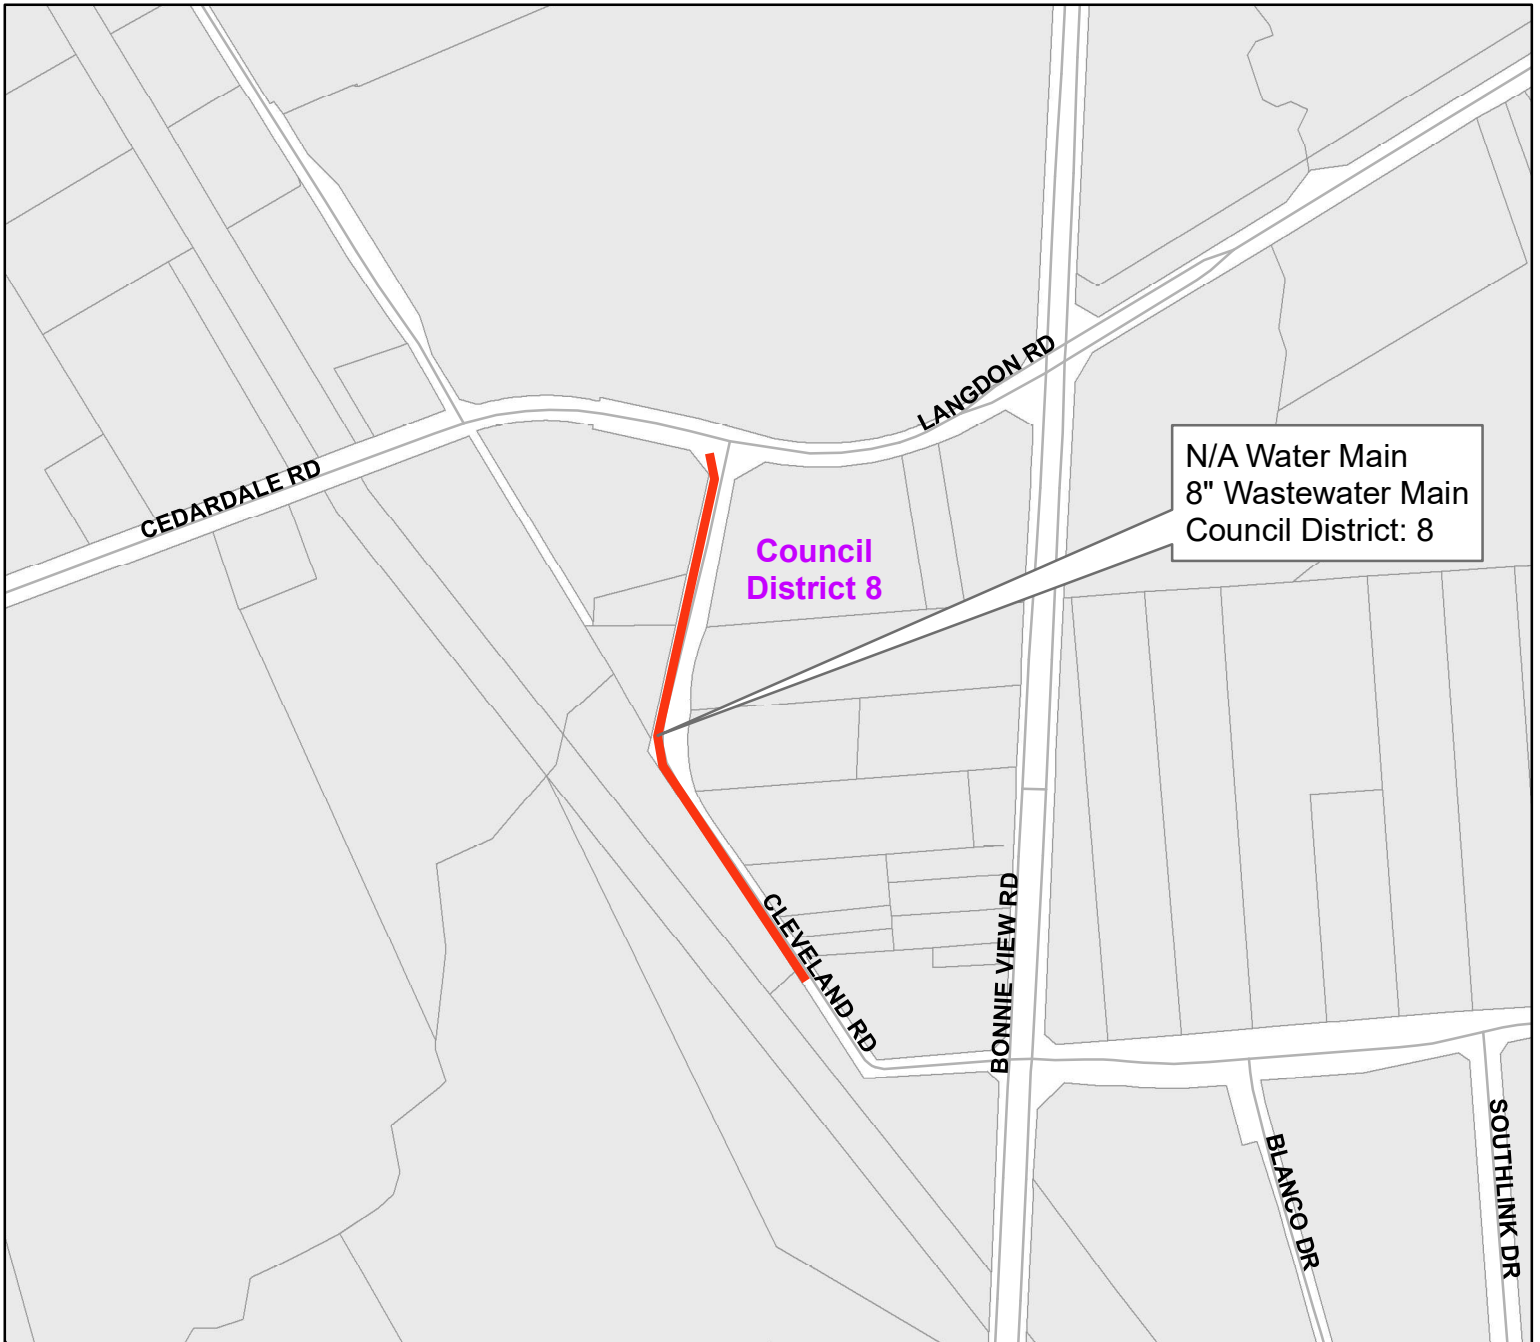 LANGDON RD
CEDARDALE RD
N/A Water Main
8" Wastewater Main
Council District: 8
Council
District 8
CLEVELAND RD
BONNIE VIEW RD
BLANCO DR
SOUTHLINK DR